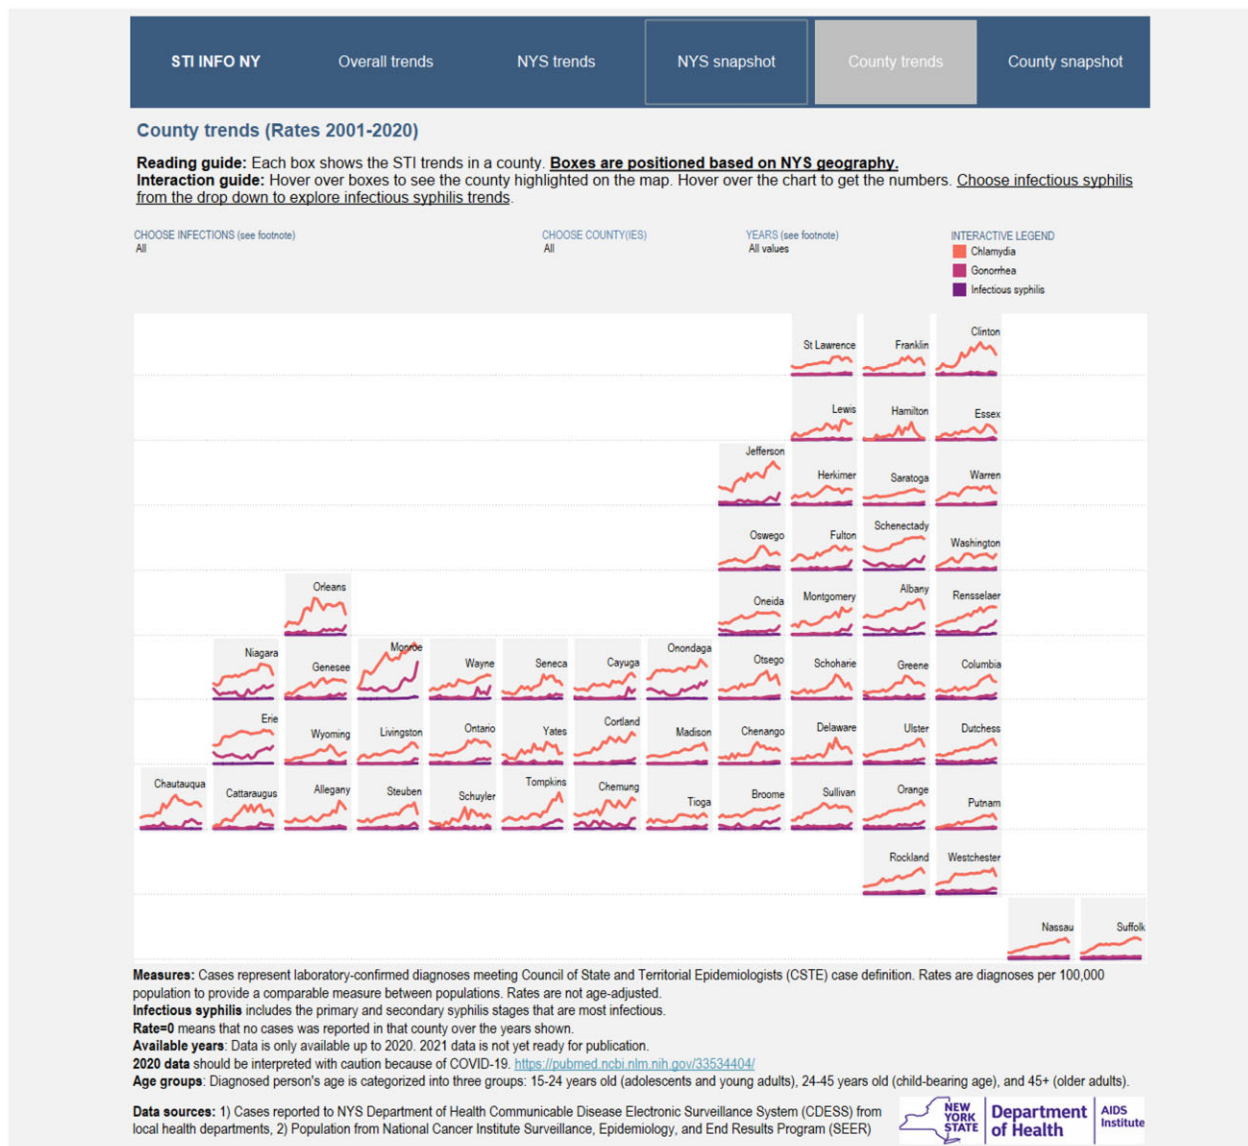 STI INFO NY Overall trends NYS trends NYS snapshot County trends County snapshot
County trends (Rates 2001-2020)
Reading guide: Each box shows the STI trends in a county. Boxes are positioned based on NYS geography.
Interaction guide: Hover over boxes to see the county highlighted on the map. Hover over the chart to get the numbers. Choose infectious syphilis
from the drop down to explore infectious syphilis trends.
CHOOSE INFECTIONS (see footnote) CHOOSE COUNTY(IES) YEARS (see footnote) INTERACTIVE LEGEND
All All All values
Chlamydia
Gonorrhea
Infectious syphilis
St Lawrence Franklin Clinton
Lewis Hamilton Essex
Jefferson Herkimer Saratoga Warren
Oswego Fulton Schenectady Washington
Orleans Oneida Montgomery Albany Rensselaer
Niagara Genesee Monroe Wayne Seneca Cayuga Onondaga Otsego Schoharie Greene Columbia
Erie Wyoming Livingston Ontario Yates Cortland Madison Chenango Delaware Ulster Dutchess
Chautauqua Cattaraugus Allegany Steuben Schuyler Tompkins Chemung Tioga Broome Sullivan Orange Putnam
Rockland Westchester
Nassau Suffolk
Measures: Cases represent laboratory-confirmed diagnoses meeting Council of State and Territorial Epidemiologists (CSTE) case definition. Rates are diagnoses per 100,000
population to provide a comparable measure between populations. Rates are not age-adjusted.
Infectious syphilis includes the primary and secondary syphilis stages that are most infectious.
Rate=0 means that no cases was reported in that county over the years shown.
Available years: Data is only available up to 2020. 2021 data is not yet ready for publication.
2020 data should be interpreted with caution because of COVID-19. https://pubmed.ncbi.nlm.nih.gov/33534404/
Age groups: Diagnosed person's age is categorized into three groups: 15-24 years old (adolescents and young adults), 24-45 years old (child-bearing age), and 45+ (older adults).
Data sources: 1) Cases reported to NYS Department of Health Communicable Disease Electronic Surveillance System (CDESS) from
local health departments, 2) Population from National Cancer Institute Surveillance, Epidemiology, and End Results Program (SEER)
NEW YORK STATE Department of Health AIDS Institute